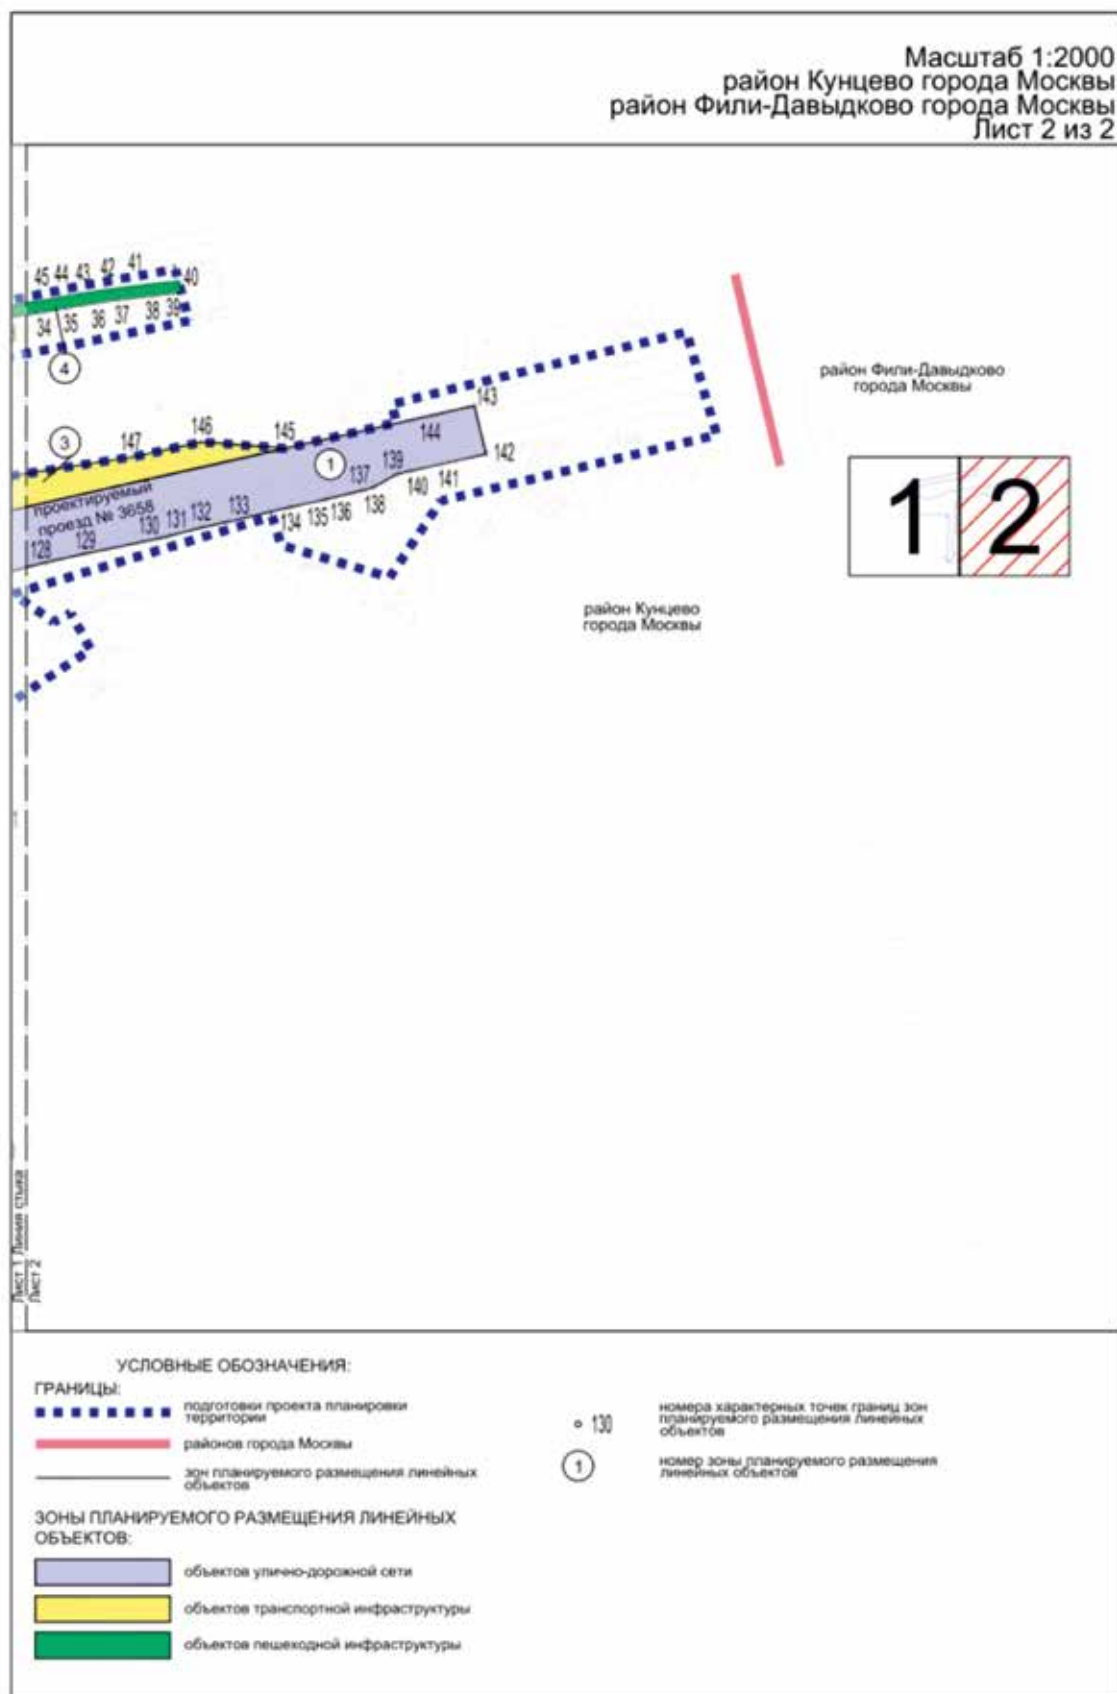 Масштаб 1:2000
район Кунцево города Москвы
район Фили-Давыдково города Москвы
Лист 2 из 2
45 44 43 42 41
40
34 35 36 37 38 39
4
143
район Фили-Давыдково
города Москвы
3
147
146
145
144
1
142
137
139
140
141
проектируемый
проезд № 3658
128
129
130
131
132
133
134
135
136
138
1
2
район Кунцево
города Москвы
Лист 1 Линия стыка
Лист 2
УСЛОВНЫЕ ОБОЗНАЧЕНИЯ:
ГРАНИЦЫ:
подготовки проекта планировки
территории
районов города Москвы
зон планируемого размещения линейных
объектов
130
номера характерных точек границ зон
планируемого размещения линейных
объектов
1
номер зоны планируемого размещения
линейных объектов
ЗОНЫ ПЛАНИРУЕМОГО РАЗМЕЩЕНИЯ ЛИНЕЙНЫХ
ОБЪЕКТОВ:
объектов улично-дорожной сети
объектов транспортной инфраструктуры
объектов пешеходной инфраструктуры